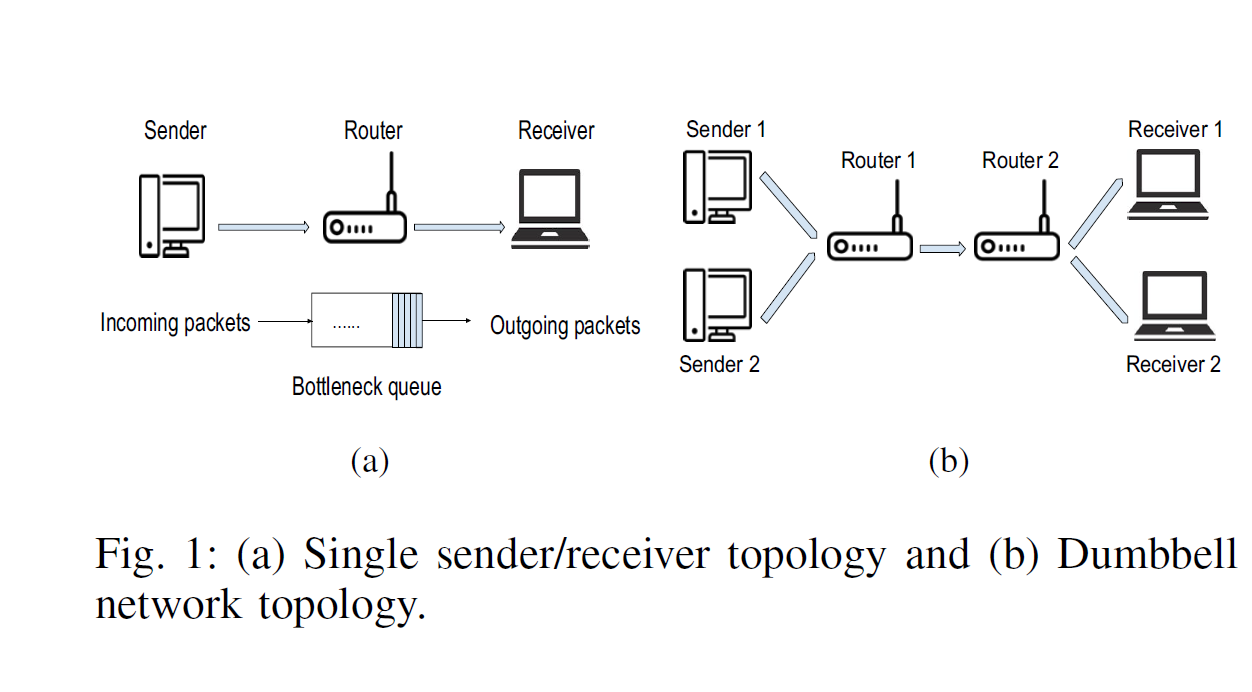 Sender
Router
Receiver
Incoming packets
......
Outgoing packets
Bottleneck queue
(a)
Sender 1
Router 1
Router 2
Receiver 1
Sender 2
Receiver 2
(b)
Fig. 1: (a) Single sender/receiver topology and (b) Dumbbell
network topology.